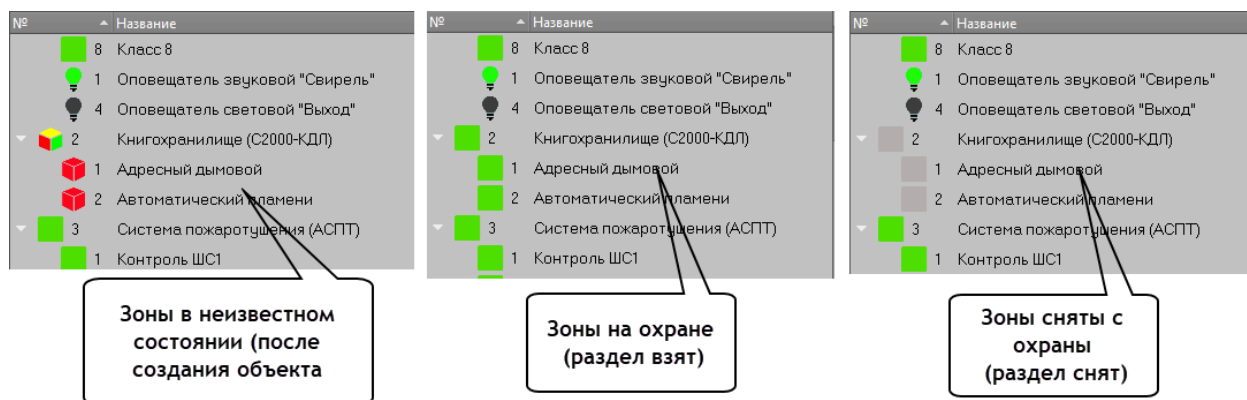 № Название
8 Класс 8
1 Оповещатель звуковой "Свирель"
4 Оповещатель световой "Выход"
2 Книгохранилище (С2000-КДЛ)
1 Адресный дымовой
2 Автоматический пламени
3 Система пожаротушения (АСПТ)
1 Контроль ШС1
Зоны в неизвестном
состоянии (после
создания объекта
№ Название
8 Класс 8
1 Оповещатель звуковой "Свирель"
4 Оповещатель световой "Выход"
2 Книгохранилище (С2000-КДЛ)
1 Адресный дымовой
2 Автоматический пламени
3 Система пожаротушения (АСПТ)
1 Контроль ШС1
Зоны на охране
(раздел взят)
№ Название
8 Класс 8
1 Оповещатель звуковой "Свирель"
4 Оповещатель световой "Выход"
2 Книгохранилище (С2000-КДЛ)
1 Адресный дымовой
2 Автоматический пламени
3 Система пожаротушения (АСПТ)
1 Контроль ШС1
Зоны сняты с
охраны
(раздел снят)